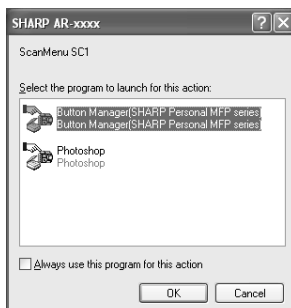 SHARP AR-xxxx
ScanMenu SC1
Select the program to launch for this action:
Button Manager(SHARP Personal MFP series)
Button Manager(SHARP Personal MFP series)
Photoshop
Photoshop
Always use this program for this action
OK Cancel